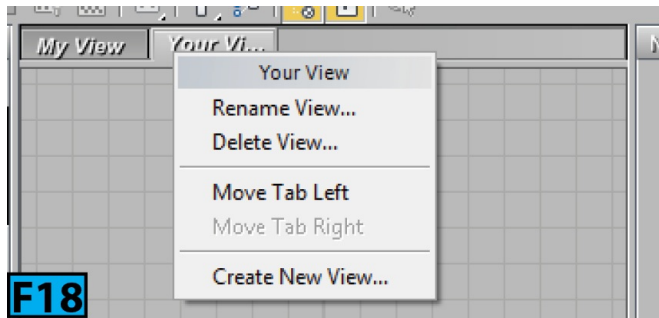 My View Your Vi...
Your View
Rename View...
Delete View...
Move Tab Left
Move Tab Right
Create New View...
F18